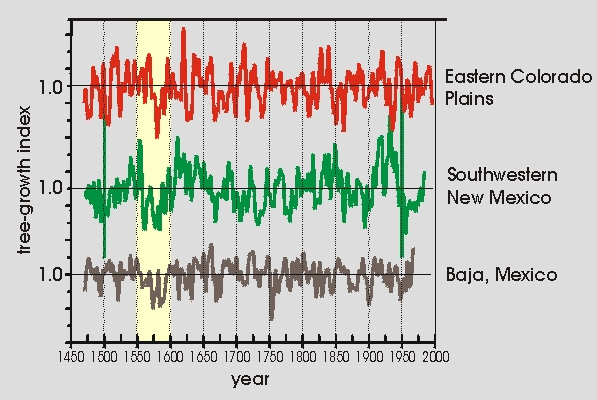 1.0
Eastern Colorado
Plains
1.0
Southwestern
New Mexico
1.0
Baja, Mexico
tree-growth index
1450 1500 1550 1600 1650 1700 1750 1800 1850 1900 1950 2000
year